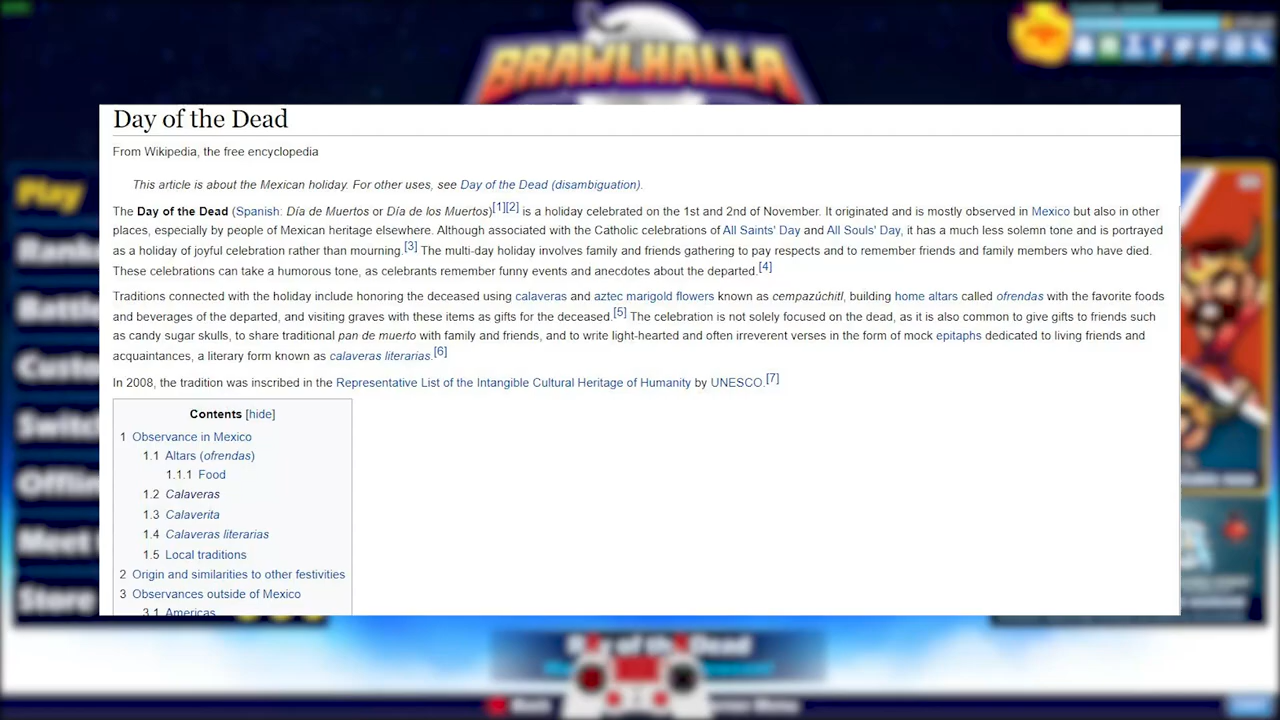 BRAWLHALLA
Day of the Dead
From Wikipedia, the free encyclopedia
This article is about the Mexican holiday. For other uses, see Day of the Dead (disambiguation).
The Day of the Dead (Spanish: Día de Muertos or Día de los Muertos)[1][2] is a holiday celebrated on the 1st and 2nd of November. It originated and is mostly observed in Mexico but also in other
places, especially by people of Mexican heritage elsewhere. Although associated with the Catholic celebrations of All Saints' Day and All Souls' Day, it has a much less solemn tone and is portrayed
as a holiday of joyful celebration rather than mourning.[3] The multi-day holiday involves family and friends gathering to pay respects and to remember friends and family members who have died.
These celebrations can take a humorous tone, as celebrants remember funny events and anecdotes about the departed.[4]
Traditions connected with the holiday include honoring the deceased using calaveras and aztec marigold flowers known as cempazúchitl, building home altars called ofrendas with the favorite foods
and beverages of the departed, and visiting graves with these items as gifts for the deceased.[5] The celebration is not solely focused on the dead, as it is also common to give gifts to friends such
as candy sugar skulls, to share traditional pan de muerto with family and friends, and to write light-hearted and often irreverent verses in the form of mock epitaphs dedicated to living friends and
acquaintances, a literary form known as calaveras literarias.[6]
In 2008, the tradition was inscribed in the Representative List of the Intangible Cultural Heritage of Humanity by UNESCO.[7]
Contents [hide]
1 Observance in Mexico
1.1 Altars (ofrendas)
1.1.1 Food
1.2 Calaveras
1.3 Calaverita
1.4 Calaveras literarias
1.5 Local traditions
2 Origin and similarities to other festivities
3 Observances outside of Mexico
3.1 Americas
Play
Ranke
Battle
Custo
Switc
Offlin
Meet
Store
Day of the Dead